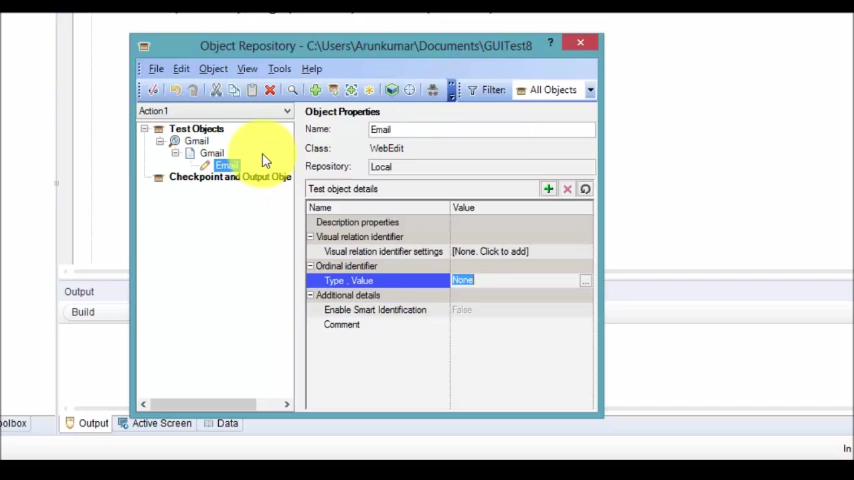 Object Repository - C:\Users\Arunkumar\Documents\GUITest8
?
File Edit Object View Tools Help
Filter: All Objects
Action1
Object Properties
Test Objects
Name: Email
Gmail
Class: WebEdit
Gmail
Email
Repository: Local
Checkpoint and Output Obje
Test object details
Name Value
Description properties
Visual relation identifier
Visual relation identifier settings [None. Click to add]
Ordinal identifier
Type , Value None
...
Additional details
Enable Smart Identification False
Comment
Output
Build
oolbox Output Active Screen Data
In